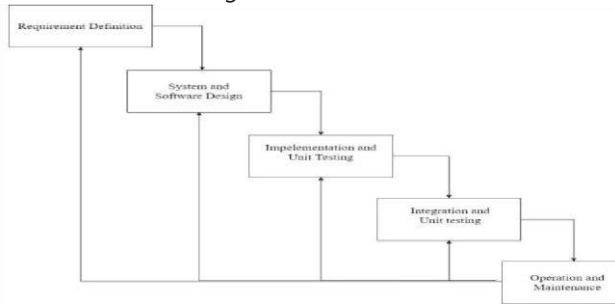 Requirement Definition
System and
Software Design
Impelementation and
Unit Testing
Integration and
Unit testing
Operation and
Maintenance